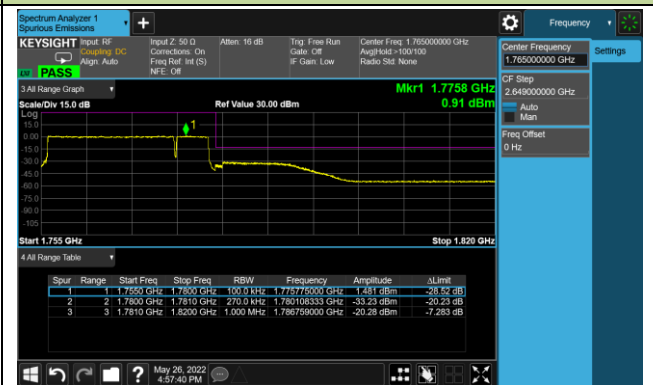 Spectrum Analyzer 1
Spurious Emissions
Frequency
KEYSIGHT
Input: RF
Coupling: DC
Align: Auto
Input Z: 50 Ω
Corrections: On
Freq Ref: Int (S)
NFE: Off
Atten: 16 dB
Trig: Free Run
Gate: Off
IF Gain: Low
Center Freq: 1.765000000 GHz
Avg|Hold >100/100
Radio Std: None
PASS
Center Frequency
1.765000000 GHz
Settings
CF Step
2.649000000 GHz
Auto
Man
Freq Offset
0 Hz
3 All Range Graph
Mkr1 1.7758 GHz
Scale/Div 15.0 dB
Ref Value 30.00 dBm
0.91 dBm
Log
15.0
0.00
-15.0
-30.0
-45.0
-60.0
-75.0
-90.0
-105
1
Start 1.755 GHz
Stop 1.820 GHz
4 All Range Table
Spur Range Start Freq Stop Freq RBW Frequency Amplitude ΔLimit
1 1 1.7550 GHz 1.7800 GHz 100.0 kHz 1.775775000 GHz 1.481 dBm -28.52 dB
2 2 1.7800 GHz 1.7810 GHz 270.0 kHz 1.780108333 GHz -33.23 dBm -20.23 dB
3 3 1.7810 GHz 1.8200 GHz 1.000 MHz 1.786759000 GHz -20.28 dBm -7.283 dB
May 26, 2022
4:57:40 PM